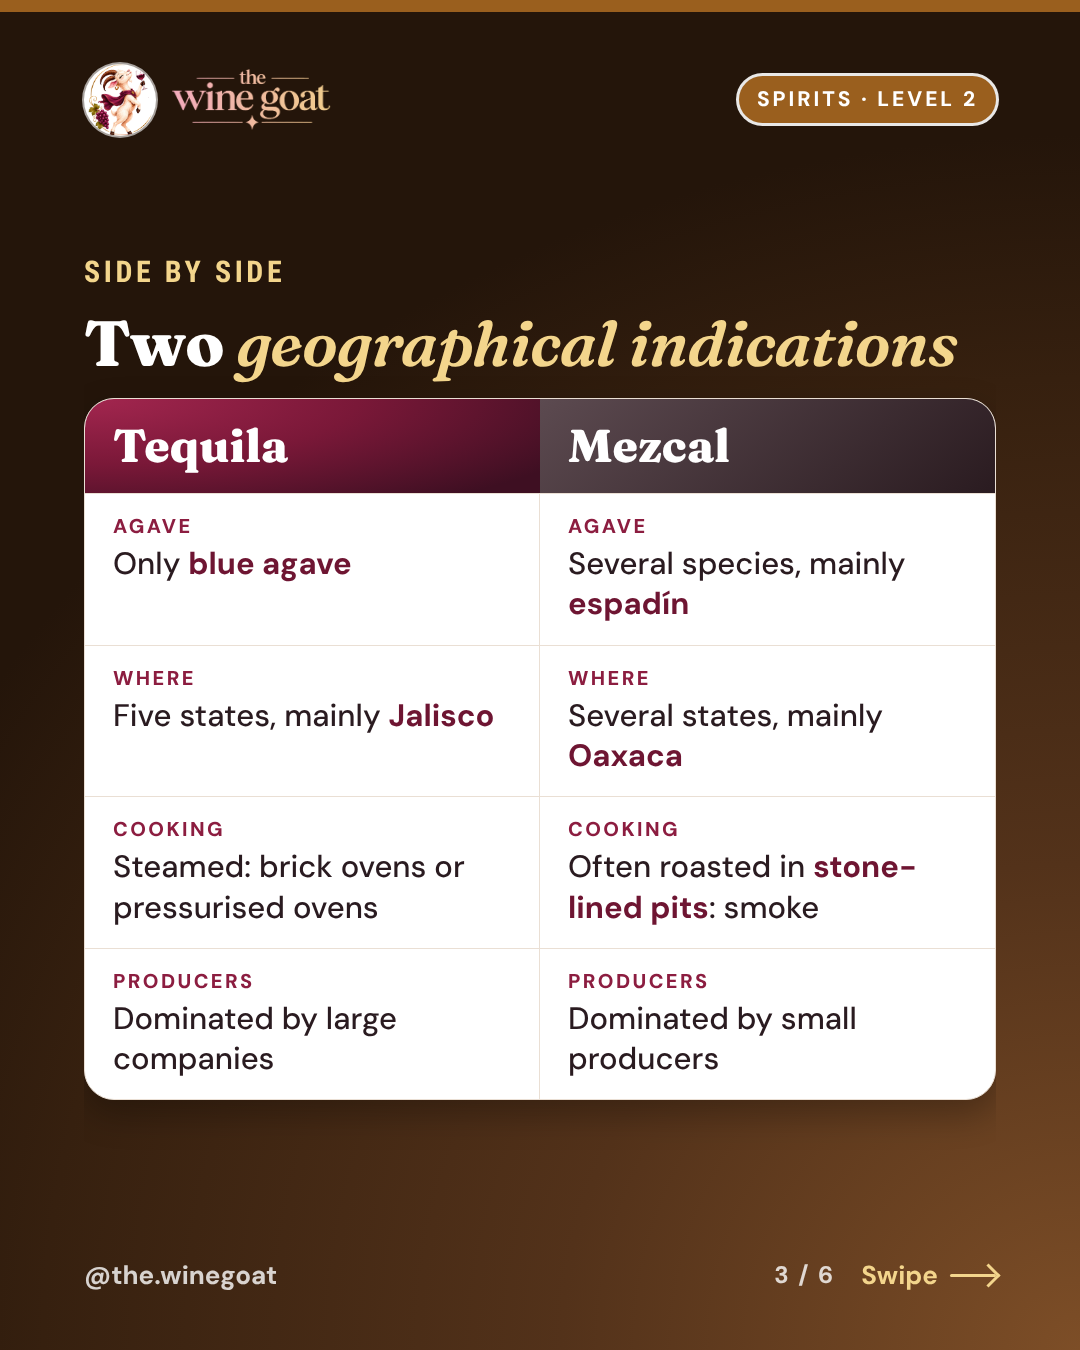 the
wine goat
SPIRITS · LEVEL 2
SIDE BY SIDE
Two geographical indications
Tequila
Mezcal
AGAVE
Only blue agave
AGAVE
Several species, mainly
espadín
WHERE
Five states, mainly Jalisco
WHERE
Several states, mainly
Oaxaca
COOKING
Steamed: brick ovens or
pressurised ovens
COOKING
Often roasted in stone-
lined pits: smoke
PRODUCERS
Dominated by large
companies
PRODUCERS
Dominated by small
producers
@the.winegoat
3 / 6
Swipe